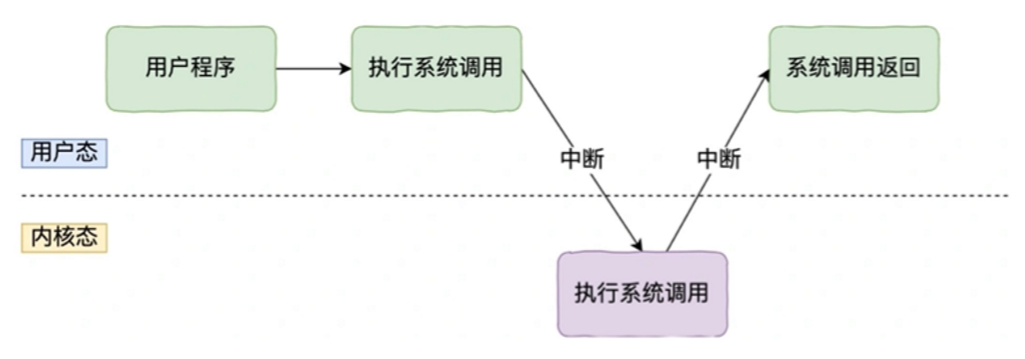 用户程序
执行系统调用
系统调用返回
用户态
中断
中断
内核态
执行系统调用